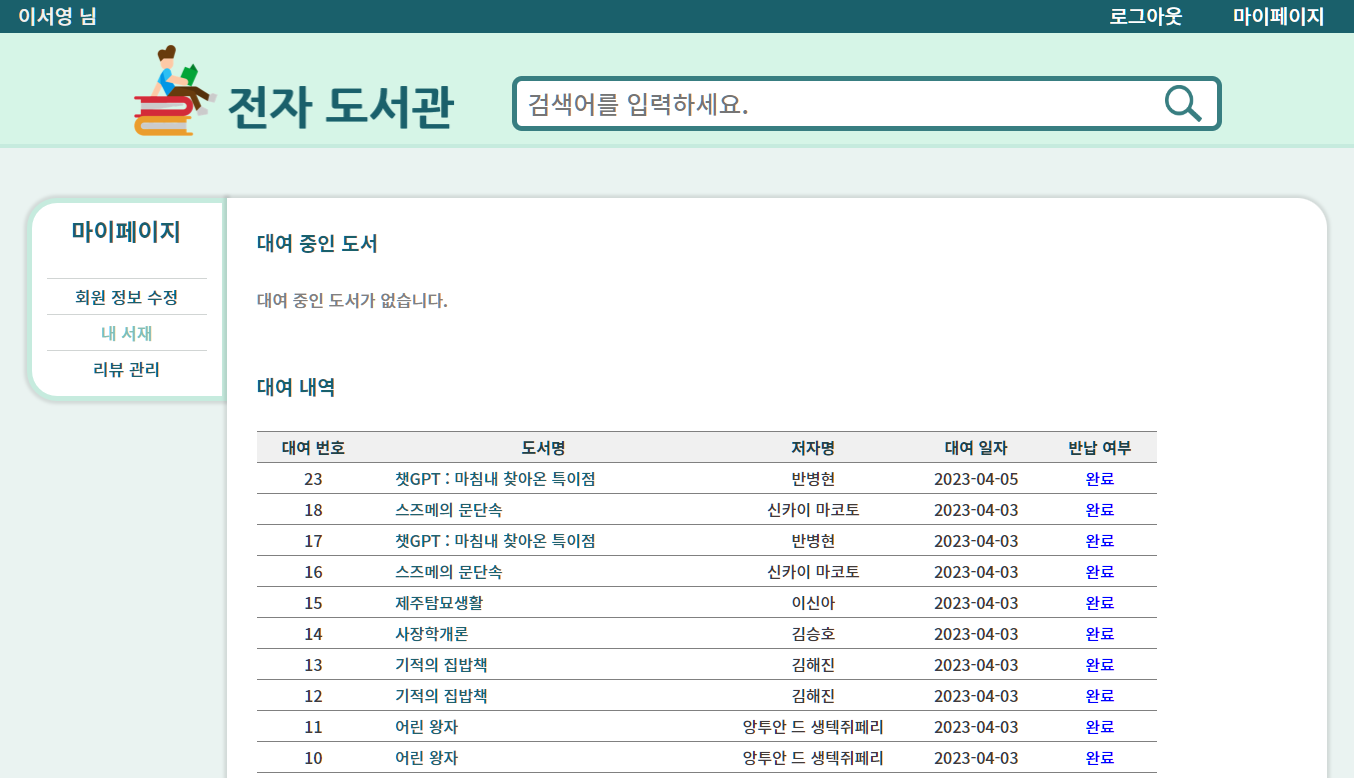 이서영 님 로그아웃 마이페이지
전자 도서관 검색어를 입력하세요.
마이페이지
회원 정보 수정
내 서재
리뷰 관리
대여 중인 도서
대여 중인 도서가 없습니다.
대여 내역
대여 번호 도서명 저자명 대여 일자 반납 여부
23 챗GPT : 마침내 찾아온 특이점 반병현 2023-04-05 완료
18 스즈메의 문단속 신카이 마코토 2023-04-03 완료
17 챗GPT : 마침내 찾아온 특이점 반병현 2023-04-03 완료
16 스즈메의 문단속 신카이 마코토 2023-04-03 완료
15 제주탐묘생활 이신아 2023-04-03 완료
14 사장학개론 김승호 2023-04-03 완료
13 기적의 집밥책 김해진 2023-04-03 완료
12 기적의 집밥책 김해진 2023-04-03 완료
11 어린 왕자 앙투안 드 생텍쥐페리 2023-04-03 완료
10 어린 왕자 앙투안 드 생텍쥐페리 2023-04-03 완료